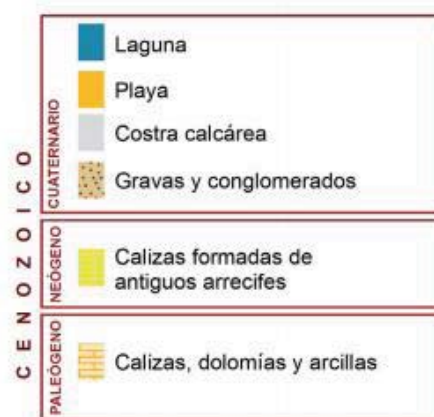 CENOZOICO
CUATERNARIO
Laguna
Playa
Costra calcárea
Gravas y conglomerados
NEÓGENO
Calizas formadas de
antiguos arrecifes
PALEÓGENO
Calizas, dolomías y arcillas